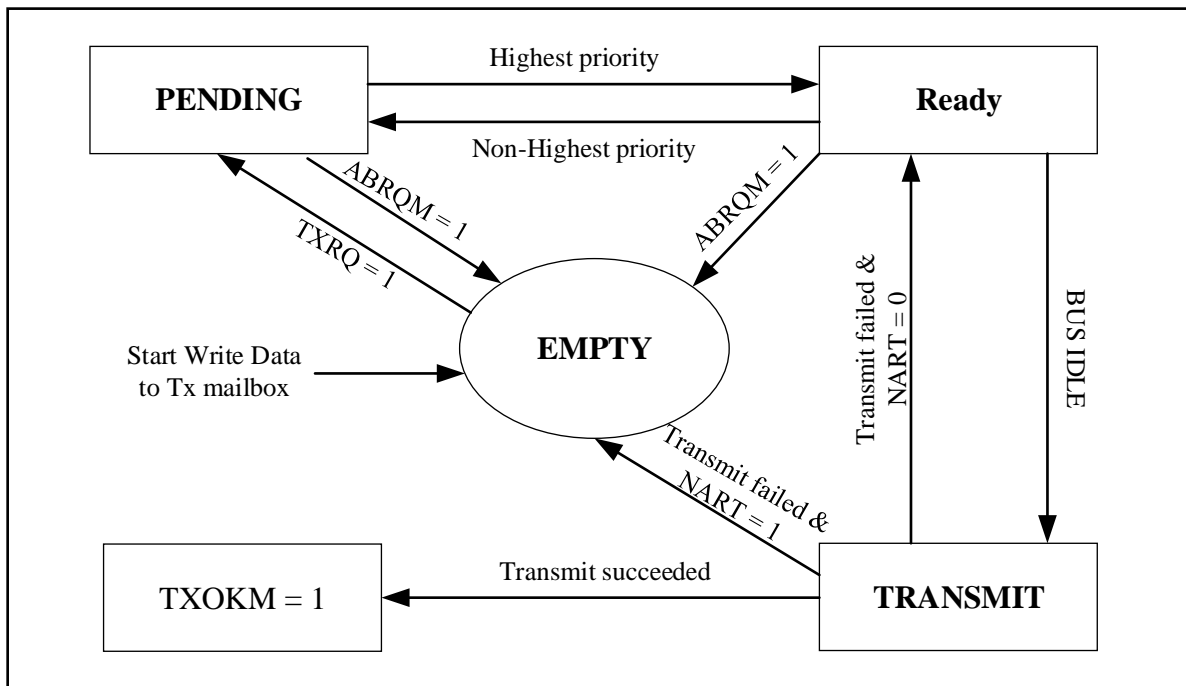 Highest priority
PENDING
Ready
Non-Highest priority
ABRQM = 1
TXRQ = 1
ABRQM = 1
Transmit failed &
NART = 0
BUS IDLE
EMPTY
Start Write Data
to Tx mailbox
Transmit failed &
NART = 1
Transmit succeeded
TXOKM = 1
TRANSMIT